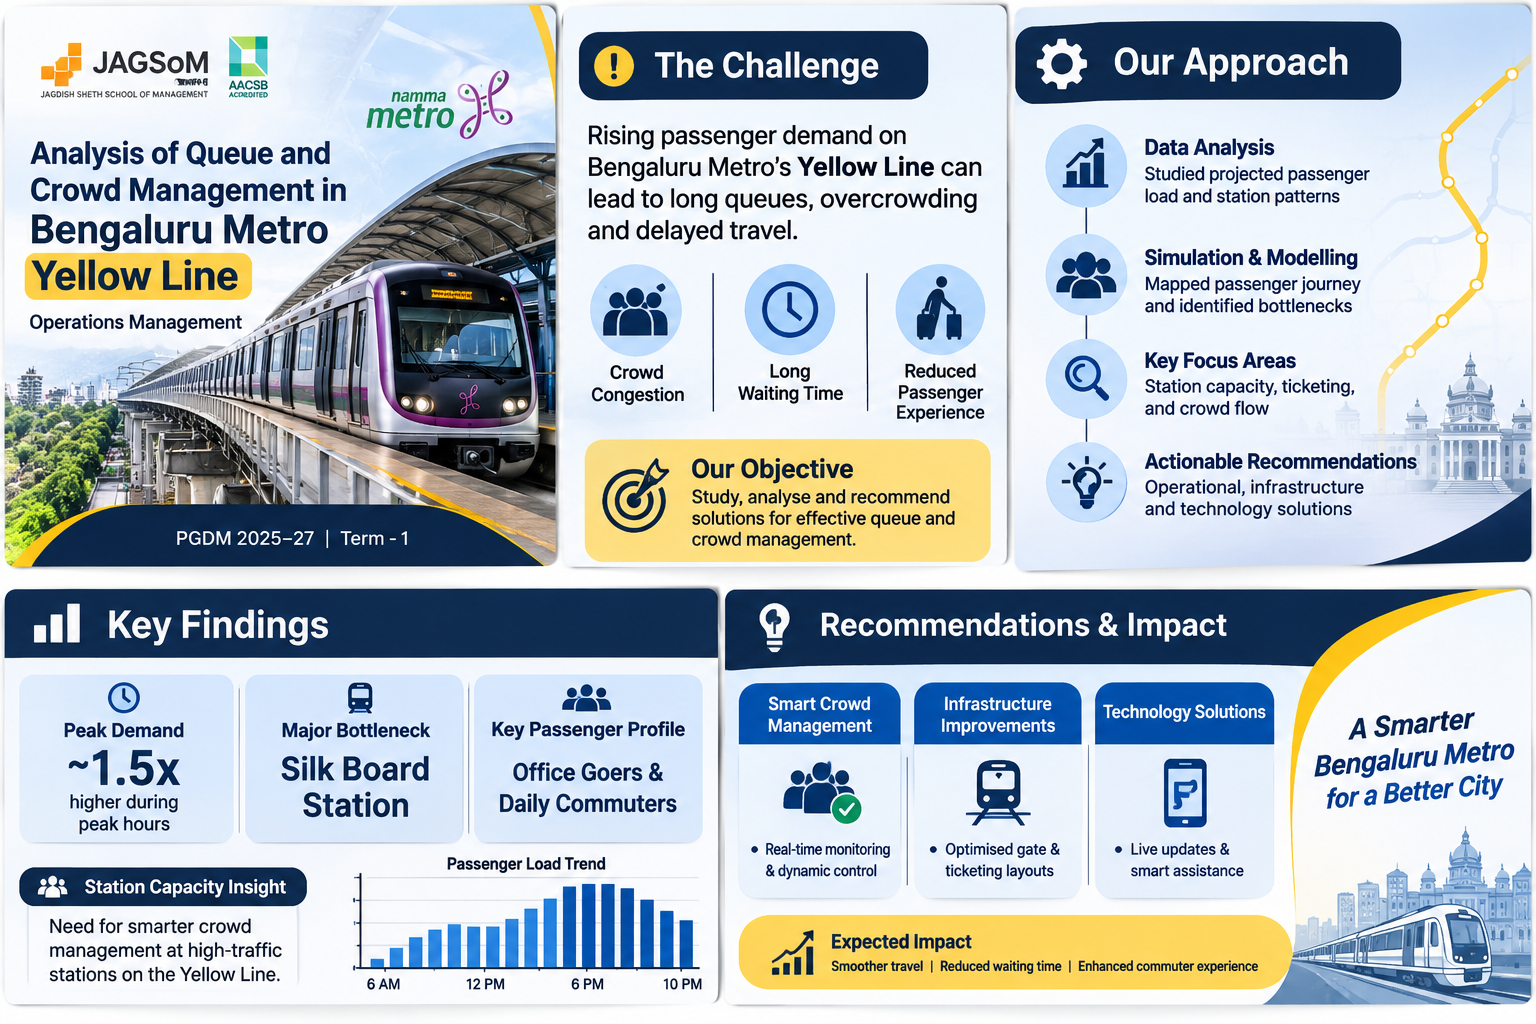 JAGSoM
JAGDISH SHETH SCHOOL OF MANAGEMENT
AACSB
ACCREDITED
namma
metro
Analysis of Queue and
Crowd Management in
Bengaluru Metro
Yellow Line
Operations Management
PGDM 2025–27 | Term - 1
The Challenge
Rising passenger demand on
Bengaluru Metro's Yellow Line can
lead to long queues, overcrowding
and delayed travel.
Crowd
Congestion
Long
Waiting Time
Reduced
Passenger
Experience
Our Objective
Study, analyse and recommend
solutions for effective queue and
crowd management.
Our Approach
Data Analysis
Studied projected passenger
load and station patterns
Simulation & Modelling
Mapped passenger journey
and identified bottlenecks
Key Focus Areas
Station capacity, ticketing,
and crowd flow
Actionable Recommendations
Operational, infrastructure
and technology solutions
Key Findings
Peak Demand
~1.5x
higher during
peak hours
Major Bottleneck
Silk Board
Station
Key Passenger Profile
Office Goers &
Daily Commuters
Station Capacity Insight
Need for smarter crowd
management at high-traffic
stations on the Yellow Line.
Passenger Load Trend
6 AM 12 PM 6 PM 10 PM
Recommendations & Impact
Smart Crowd
Management
• Real-time monitoring
& dynamic control
Infrastructure
Improvements
• Optimised gate &
ticketing layouts
Technology Solutions
• Live updates &
smart assistance
Expected Impact
Smoother travel | Reduced waiting time | Enhanced commuter experience
A Smarter
Bengaluru Metro
for a Better City